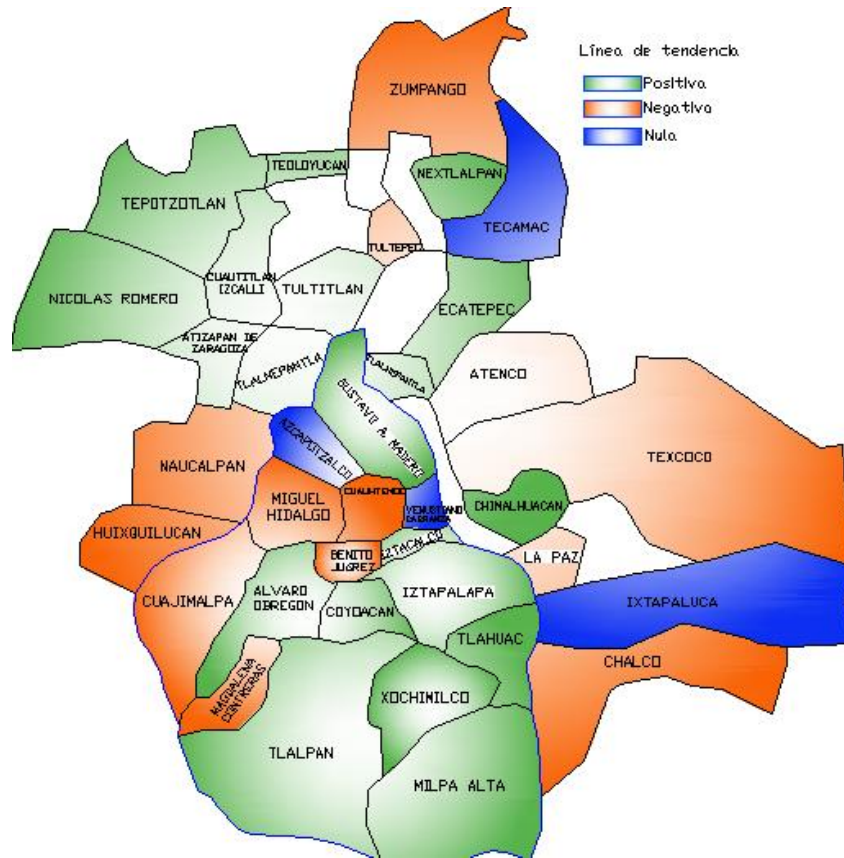 Línea de tendencia
Positiva
Negativa
Nula
ZUMPANGO
TEOLOYUCAN
NEXTLALPAN
TEPOTZOTLAN
TECAMAC
TULTEPEC
CUAUTITLAN
IZCALLI
TULTITLAN
NICOLAS ROMERO
ECATEPEC
ATIZAPAN DE
ZARAGOZA
TLALNEPANTLA
TLALNEPANTLA
ATENCO
GUSTAVO A. MADERO
AZCAPOTZALCO
TEXCOCO
NAUCALPAN
MIGUEL
HIDALGO
CUAUHTEMOC
VENUSTIANO
CARRANZA
CHIMALHUACAN
HUIXQUILUCAN
IZTACALCO
BENITO
JUAREZ
LA PAZ
CUAJIMALPA
ALVARO
OBREGON
IZTAPALAPA
COYOACAN
IXTAPALUCA
TLAHUAC
CHALCO
MAGDALENA
CONTRERAS
XOCHIMILCO
TLALPAN
MILPA ALTA